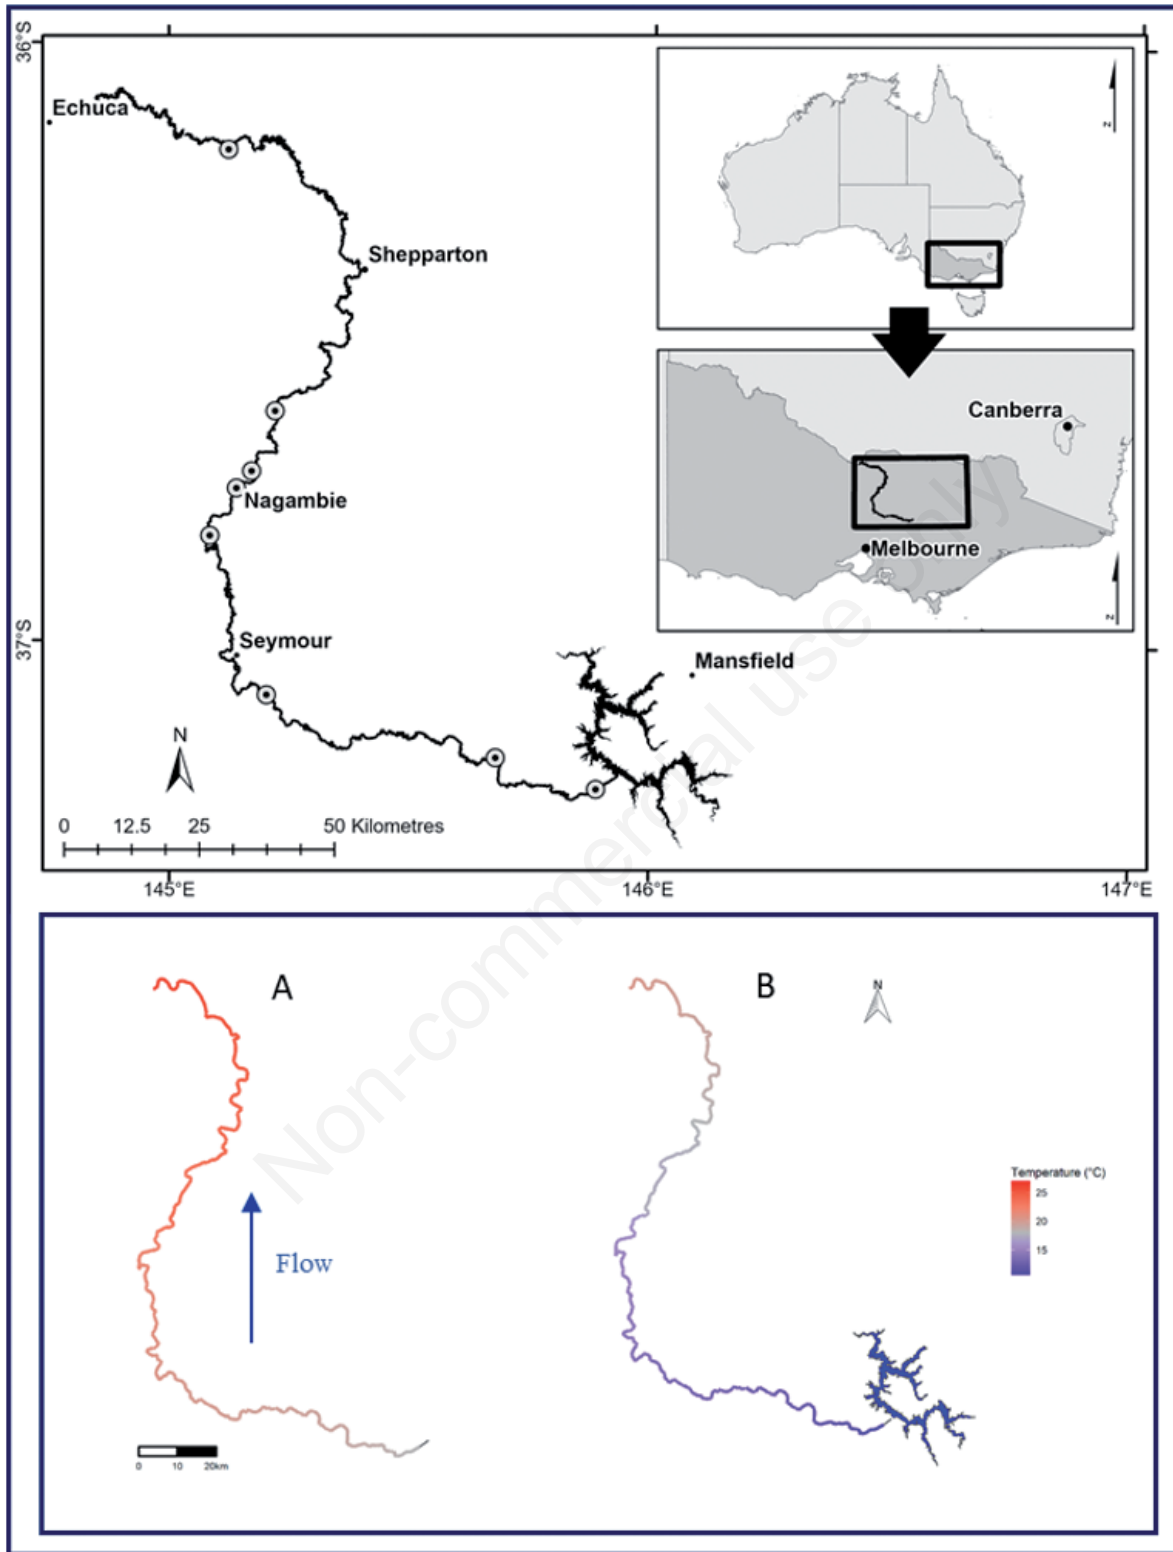 36°S
Echuca
Shepparton
Nagambie
Seymour
Mansfield
37°S
N
0 12.5 25 50 Kilometres
145°E 146°E 147°E
N
Canberra
Melbourne
N
Non-commercial use only
A
B
N
Flow
Temperature (°C)
25
20
15
0 10 20km